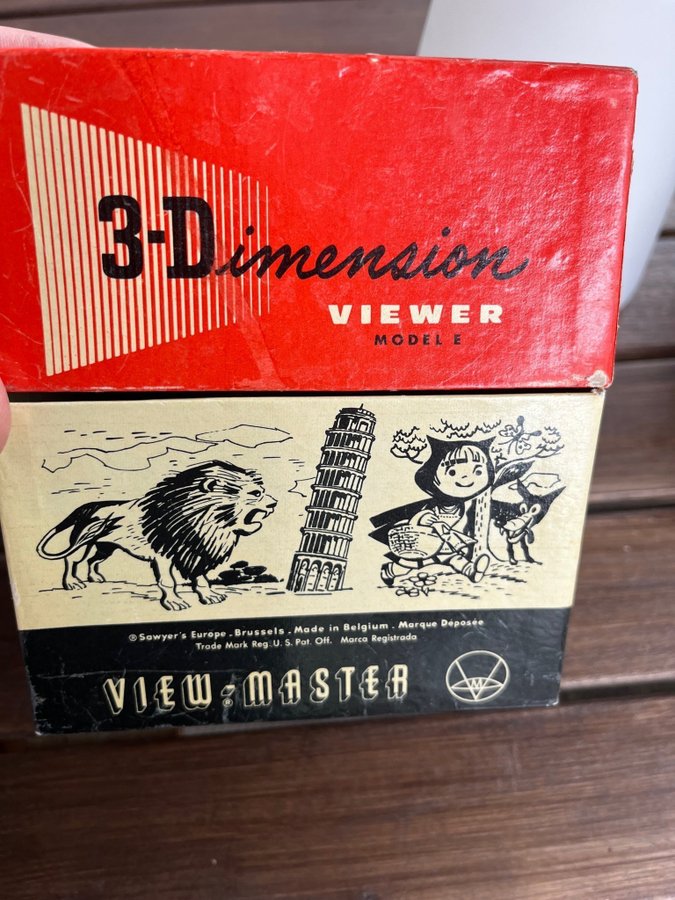 3-Dimension
VIEWER
MODEL E
® Sawyer's Europe . Brussels . Made in Belgium . Marque Déposée
Trade Mark Reg. U.S. Pat. Off. Marca Registrada
VIEW-MASTER ®
VM